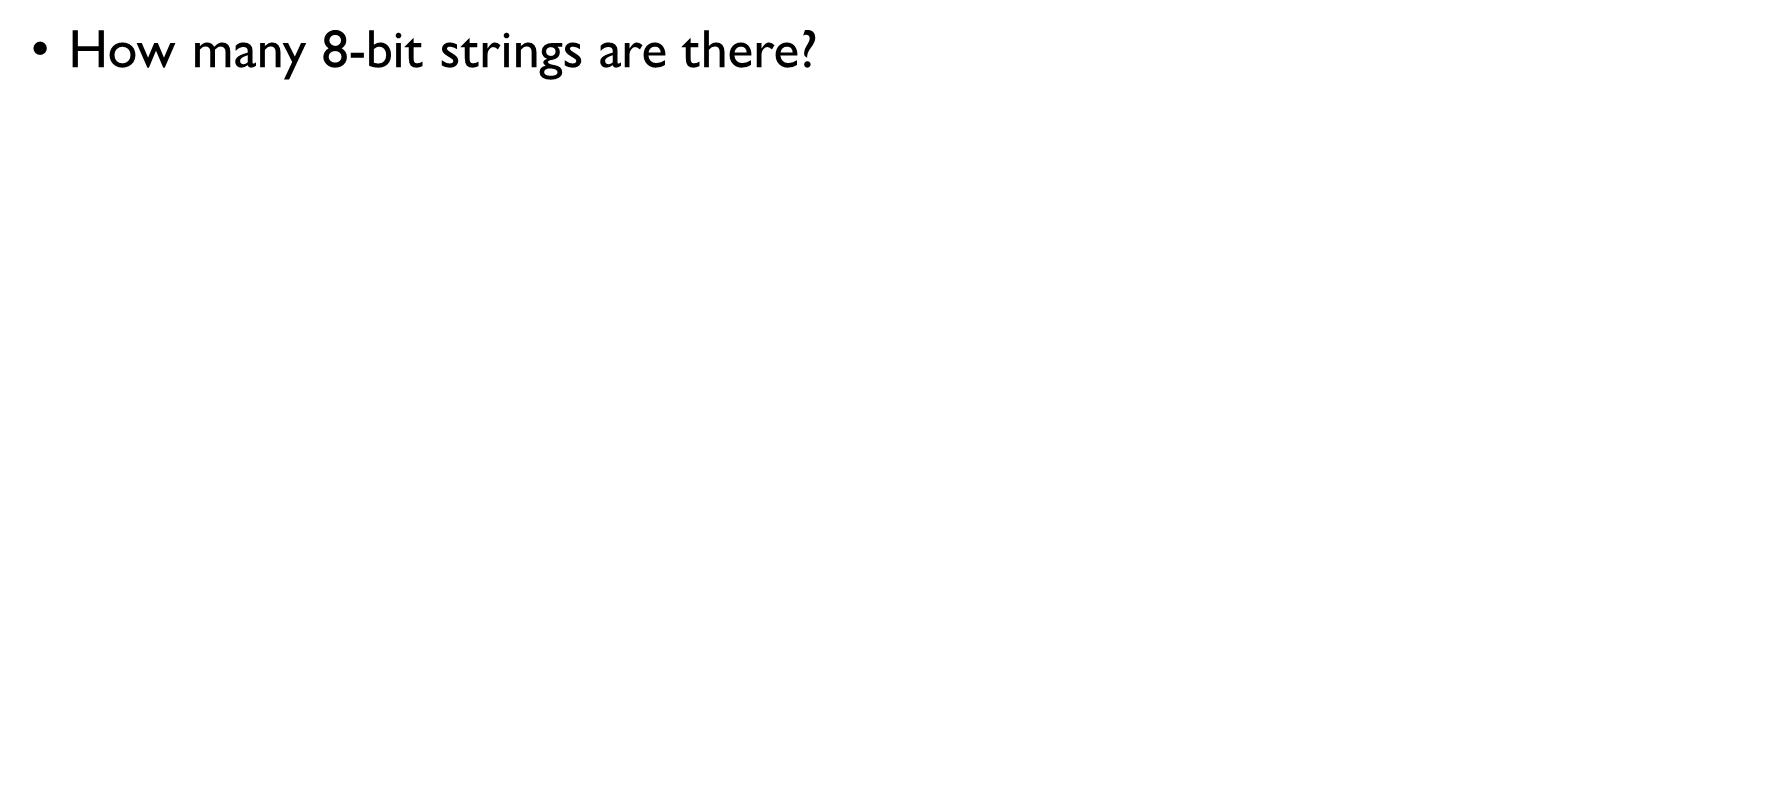 • How many 8-bit strings are there?